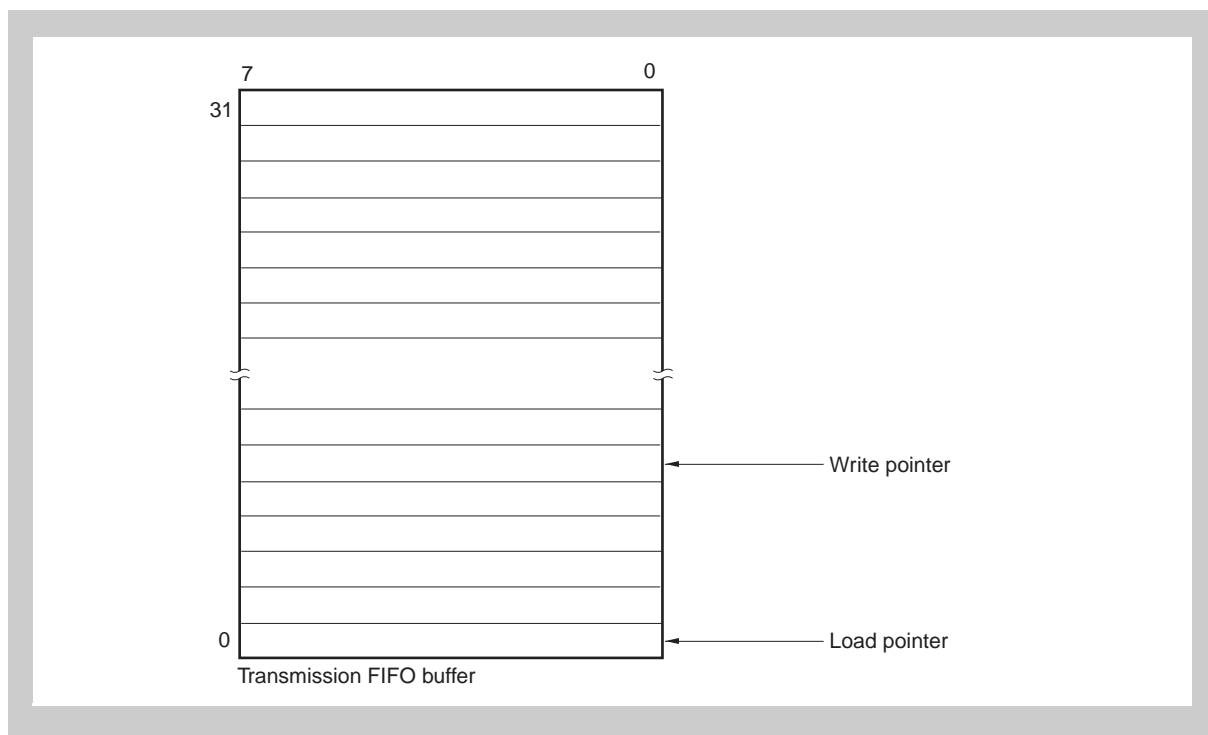 7 0
31
Write pointer
0
Load pointer
Transmission FIFO buffer